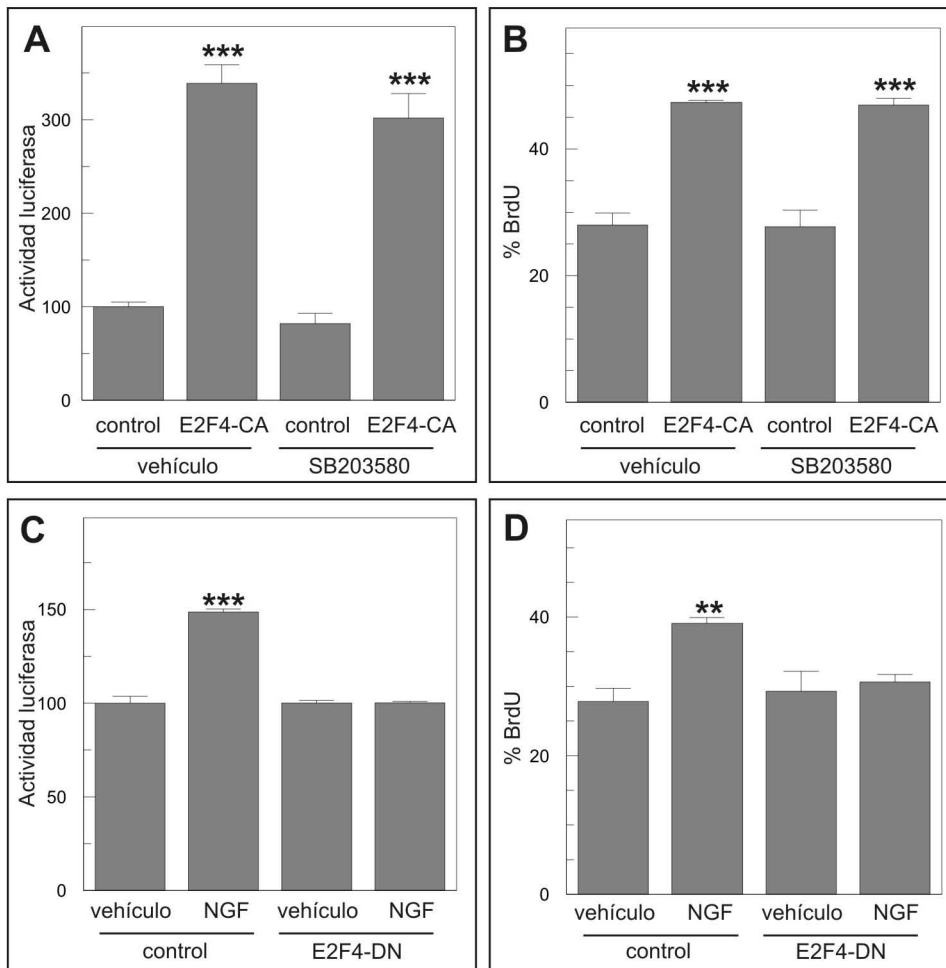 A
Actividad luciferasa
300
200
100
0
***
***
control E2F4-CA control E2F4-CA
vehículo SB203580
B
% BrdU
40
20
0
***
***
control E2F4-CA control E2F4-CA
vehículo SB203580
C
Actividad luciferasa
150
100
50
0
***
vehículo NGF vehículo NGF
control E2F4-DN
D
% BrdU
40
20
0
**
vehículo NGF vehículo NGF
control E2F4-DN